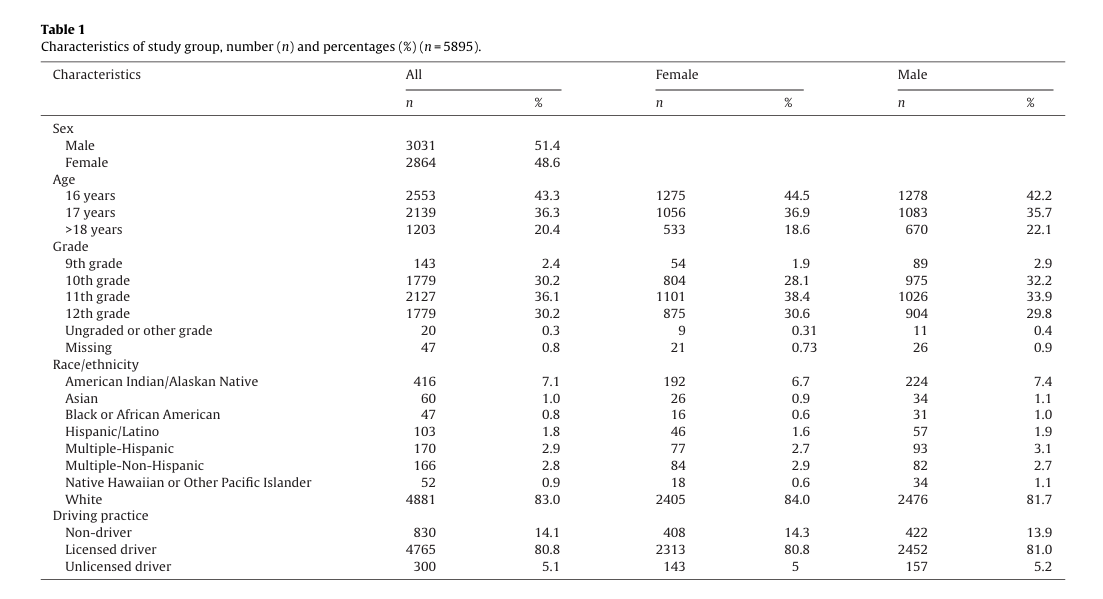 Table 1
Characteristics of study group, number (n) and percentages (%) (n = 5895).
Characteristics All Female Male
n % n % n %
Sex
Male 3031 51.4
Female 2864 48.6
Age
16 years 2553 43.3 1275 44.5 1278 42.2
17 years 2139 36.3 1056 36.9 1083 35.7
>18 years 1203 20.4 533 18.6 670 22.1
Grade
9th grade 143 2.4 54 1.9 89 2.9
10th grade 1779 30.2 804 28.1 975 32.2
11th grade 2127 36.1 1101 38.4 1026 33.9
12th grade 1779 30.2 875 30.6 904 29.8
Ungraded or other grade 20 0.3 9 0.31 11 0.4
Missing 47 0.8 21 0.73 26 0.9
Race/ethnicity
American Indian/Alaskan Native 416 7.1 192 6.7 224 7.4
Asian 60 1.0 26 0.9 34 1.1
Black or African American 47 0.8 16 0.6 31 1.0
Hispanic/Latino 103 1.8 46 1.6 57 1.9
Multiple-Hispanic 170 2.9 77 2.7 93 3.1
Multiple-Non-Hispanic 166 2.8 84 2.9 82 2.7
Native Hawaiian or Other Pacific Islander 52 0.9 18 0.6 34 1.1
White 4881 83.0 2405 84.0 2476 81.7
Driving practice
Non-driver 830 14.1 408 14.3 422 13.9
Licensed driver 4765 80.8 2313 80.8 2452 81.0
Unlicensed driver 300 5.1 143 5 157 5.2